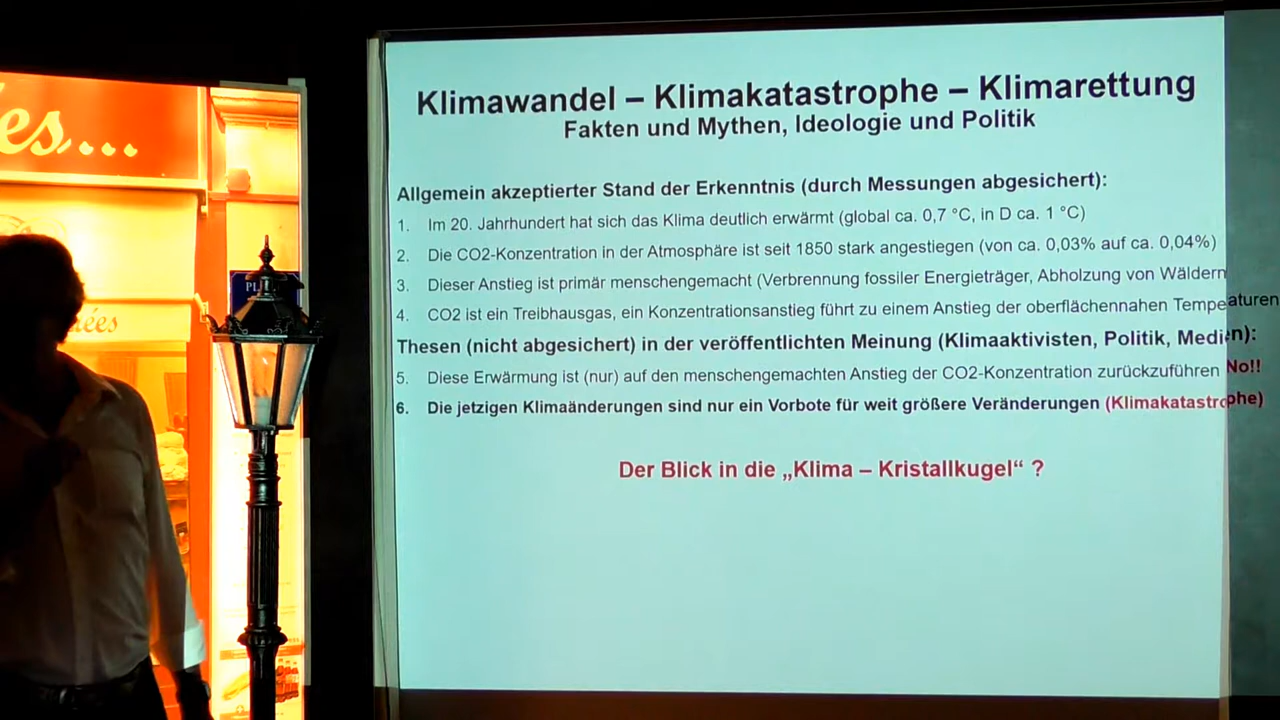 es...
PL
ées
Klimawandel – Klimakatastrophe – Klimarettung
Fakten und Mythen, Ideologie und Politik
Allgemein akzeptierter Stand der Erkenntnis (durch Messungen abgesichert):
1. Im 20. Jahrhundert hat sich das Klima deutlich erwärmt (global ca. 0,7 °C, in D ca. 1 °C)
2. Die CO2-Konzentration in der Atmosphäre ist seit 1850 stark angestiegen (von ca. 0,03% auf ca. 0,04%)
3. Dieser Anstieg ist primär menschengemacht (Verbrennung fossiler Energieträger, Abholzung von Wäldern
4. CO2 ist ein Treibhausgas, ein Konzentrationsanstieg führt zu einem Anstieg der oberflächennahen Temperaturen
Thesen (nicht abgesichert) in der veröffentlichten Meinung (Klimaaktivisten, Politik, Medien):
5. Diese Erwärmung ist (nur) auf den menschengemachten Anstieg der CO2-Konzentration zurückzuführen No!!
6. Die jetzigen Klimaänderungen sind nur ein Vorbote für weit größere Veränderungen (Klimakatastrophe)
Der Blick in die „Klima – Kristallkugel“ ?